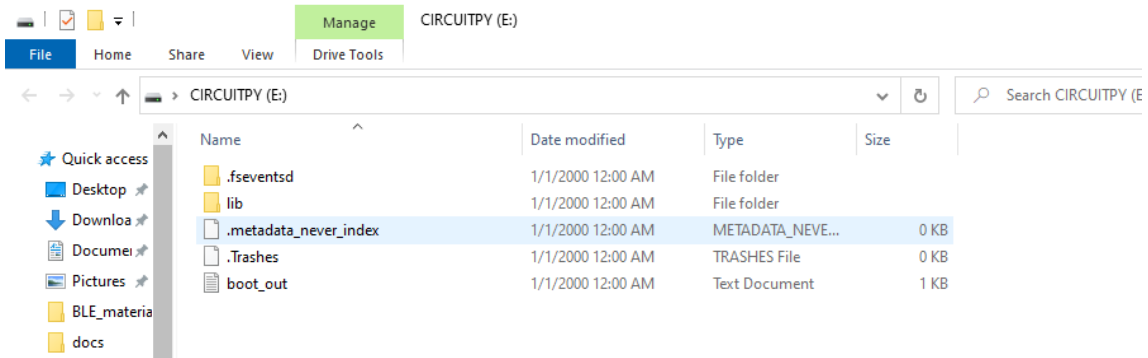 Manage
CIRCUITPY (E:)
File Home Share View Drive Tools
CIRCUITPY (E:)
Search CIRCUITPY (E
Name Date modified Type Size
Quick access
.fseventsd 1/1/2000 12:00 AM File folder
Desktop
lib 1/1/2000 12:00 AM File folder
Downloa
.metadata_never_index 1/1/2000 12:00 AM METADATA_NEVE... 0 KB
Documei
.Trashes 1/1/2000 12:00 AM TRASHES File 0 KB
Pictures
boot_out 1/1/2000 12:00 AM Text Document 1 KB
BLE_materia
docs